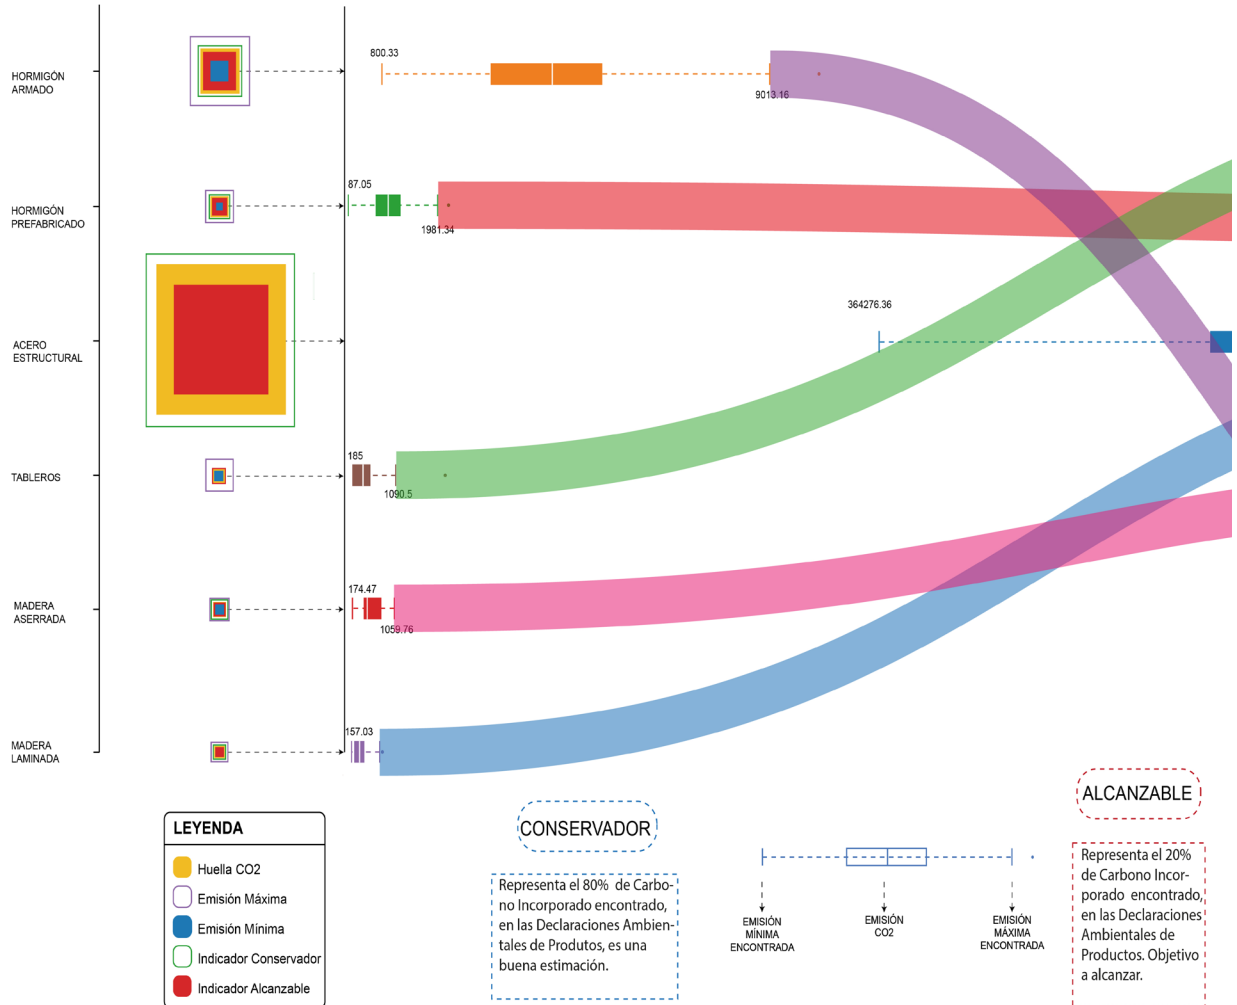 800.33
HORMIGÓN
ARMADO
9013.16
87.05
HORMIGÓN
PREFABRICADO
1981.34
364276.36
ACERO
ESTRUCTURAL
185
TABLEROS
1090.5
174.47
MADERA
ASERRADA
1059.76
157.03
MADERA
LAMINADA
LEYENDA
Huella CO2
Emisión Máxima
Emisión Mínima
Indicador Conservador
Indicador Alcanzable
CONSERVADOR
Representa el 80% de Carbo-
no Incorporado encontrado,
en las Declaraciones Ambien-
tales de Produtos, es una
buena estimación.
EMISIÓN
MÍNIMA
ENCONTRADA
EMISIÓN
CO2
EMISIÓN
MÁXIMA
ENCONTRADA
ALCANZABLE
Representa el 20%
de Carbono Incor-
porado encontrado,
en las Declaraciones
Ambientales de
Productos. Objetivo
a alcanzar.